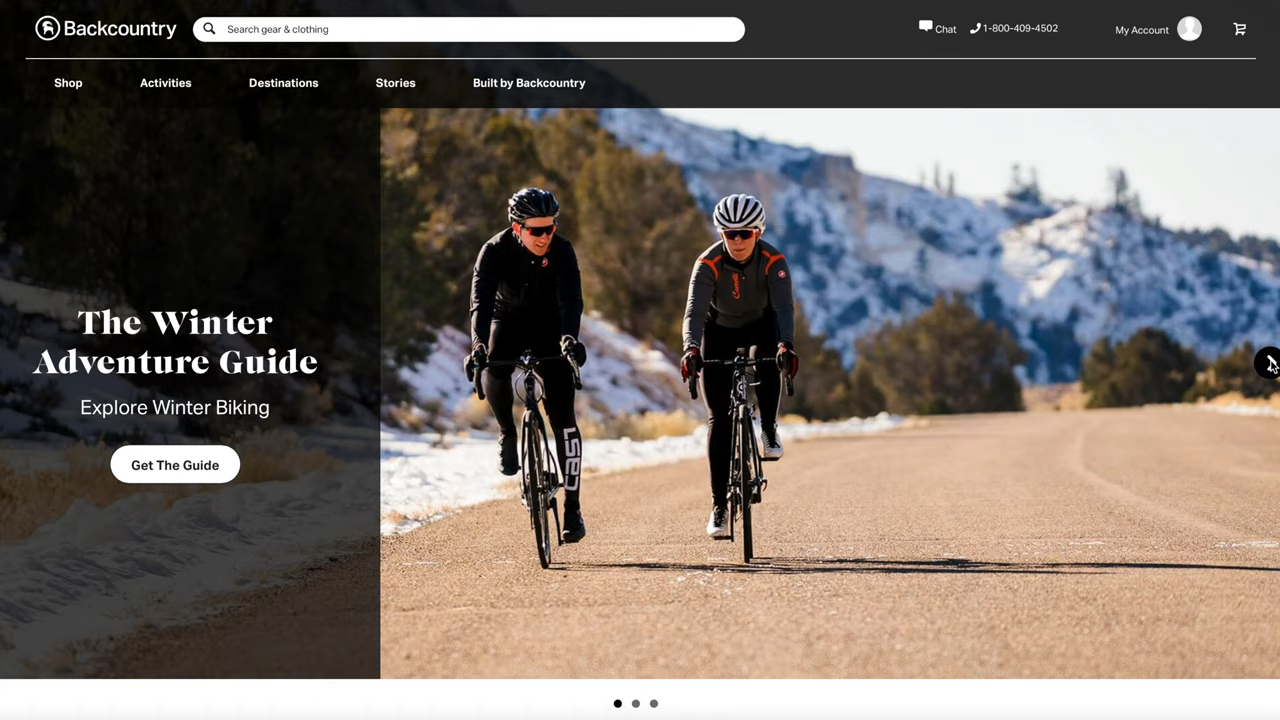 Backcountry
Search gear & clothing
Chat
1-800-409-4502
My Account
Shop
Activities
Destinations
Stories
Built by Backcountry
The Winter
Adventure Guide
Explore Winter Biking
Get The Guide
Castelli